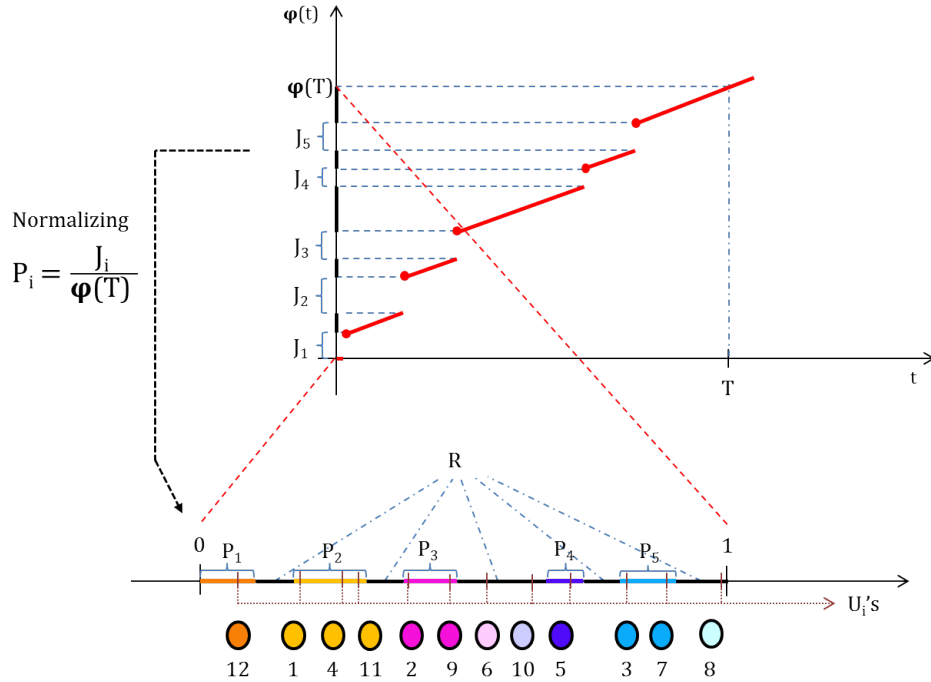 φ(t)
φ(T)
J₅
J₄
J₃
J₂
J₁
Normalizing
Pᵢ = Jᵢ / φ(T)
T
t
R
0
1
P₁ P₂ P₃ P₄ P₅
Uᵢ's
12 1 4 11 2 9 6 10 5 3 7 8